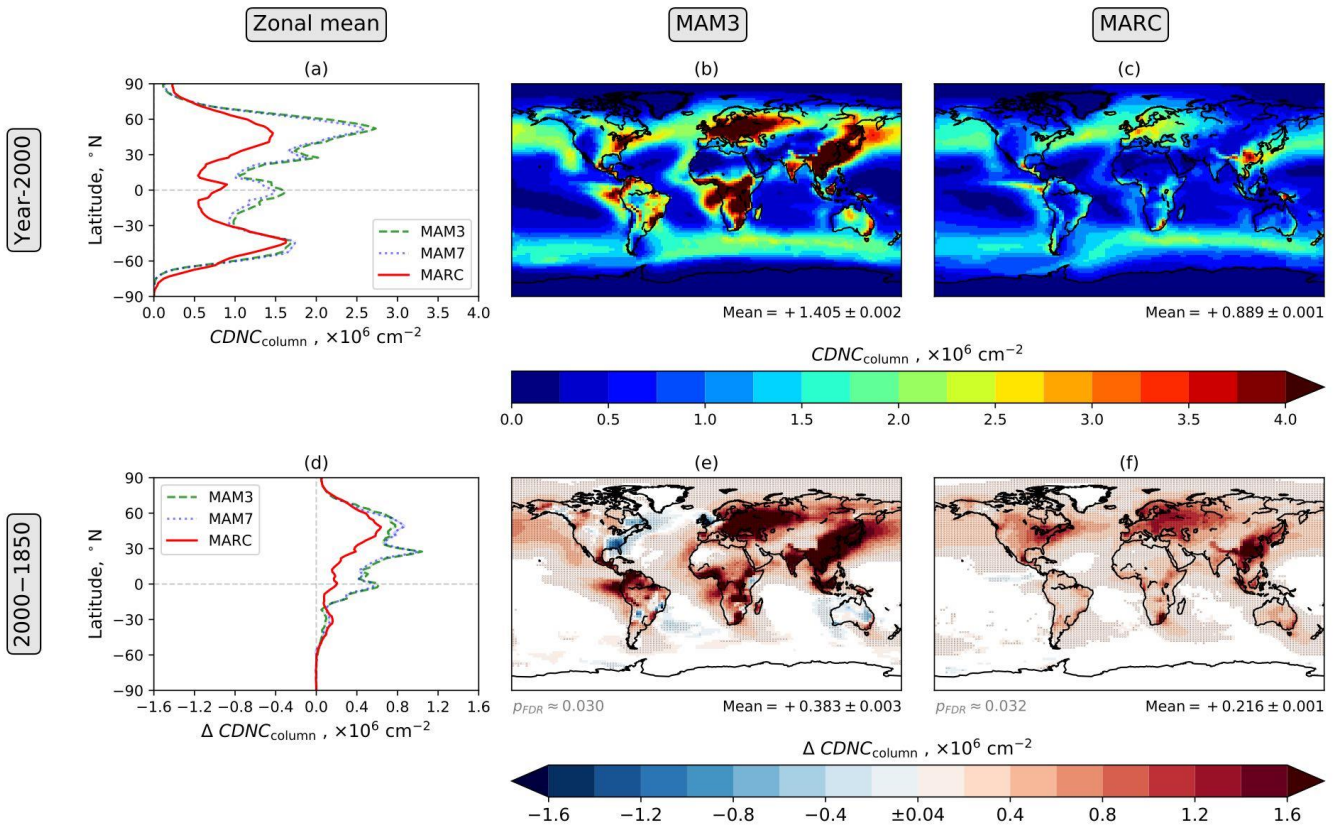 Zonal mean
MAM3
MARC
Year-2000
(a)
90
60
30
0
−30
−60
−90
Latitude, °N
MAM3
MAM7
MARC
0.0 0.5 1.0 1.5 2.0 2.5 3.0 3.5 4.0
CDNC_column , ×10⁶ cm⁻²
(b)
Mean = +1.405 ± 0.002
(c)
Mean = +0.889 ± 0.001
CDNC_column , ×10⁶ cm⁻²
0.0 0.5 1.0 1.5 2.0 2.5 3.0 3.5 4.0
2000−1850
(d)
90
60
30
0
−30
−60
−90
Latitude, °N
MAM3
MAM7
MARC
−1.6 −1.2 −0.8 −0.4 0.0 0.4 0.8 1.2 1.6
Δ CDNC_column , ×10⁶ cm⁻²
(e)
p_FDR ≈ 0.030
Mean = +0.383 ± 0.003
(f)
p_FDR ≈ 0.032
Mean = +0.216 ± 0.001
Δ CDNC_column , ×10⁶ cm⁻²
−1.6 −1.2 −0.8 −0.4 ±0.04 0.4 0.8 1.2 1.6